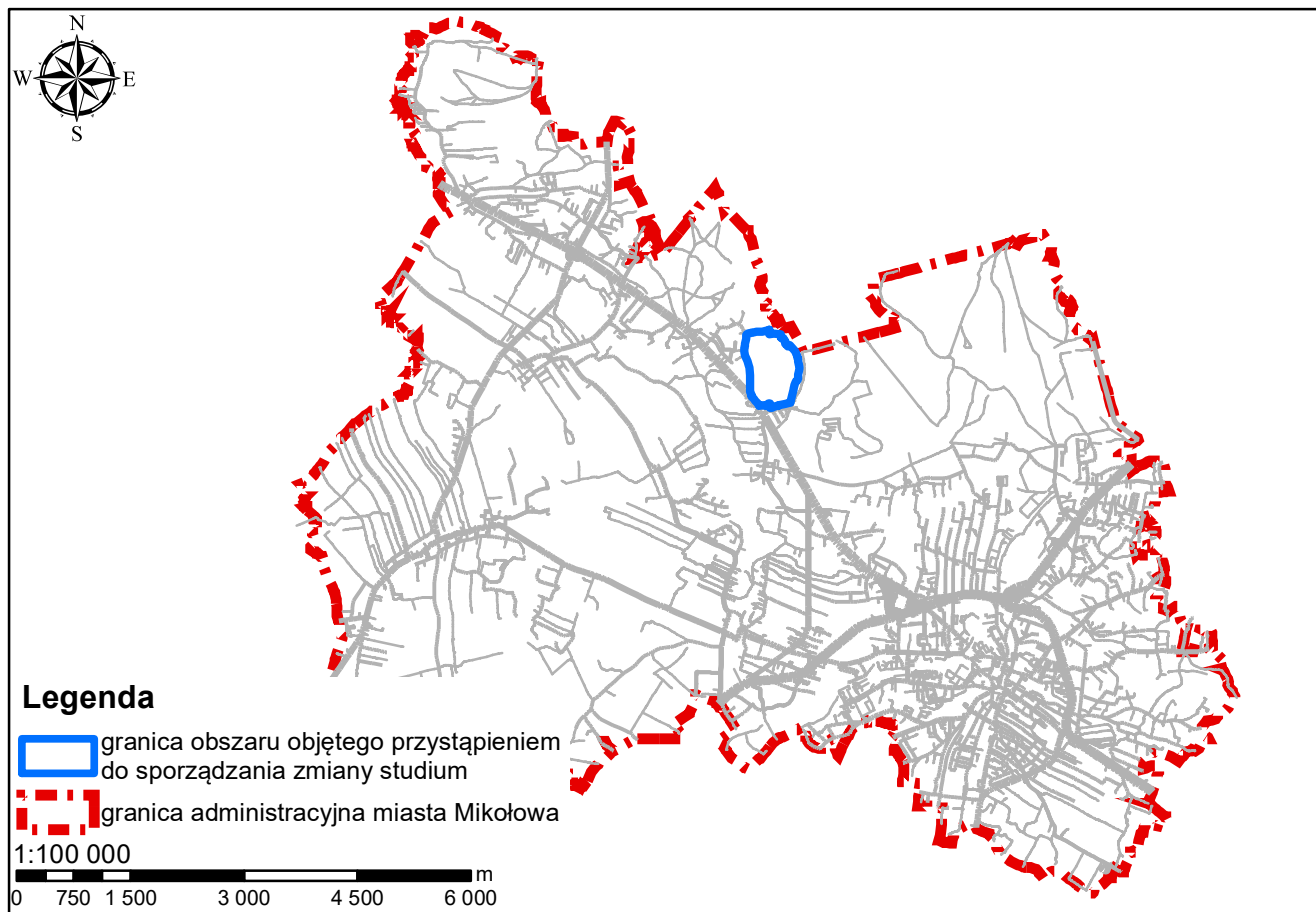 N
W E
S
Legenda
granica obszaru objętego przystąpieniem
do sporządzania zmiany studium
granica administracyjna miasta Mikołowa
1:100 000
m
0 750 1 500 3 000 4 500 6 000